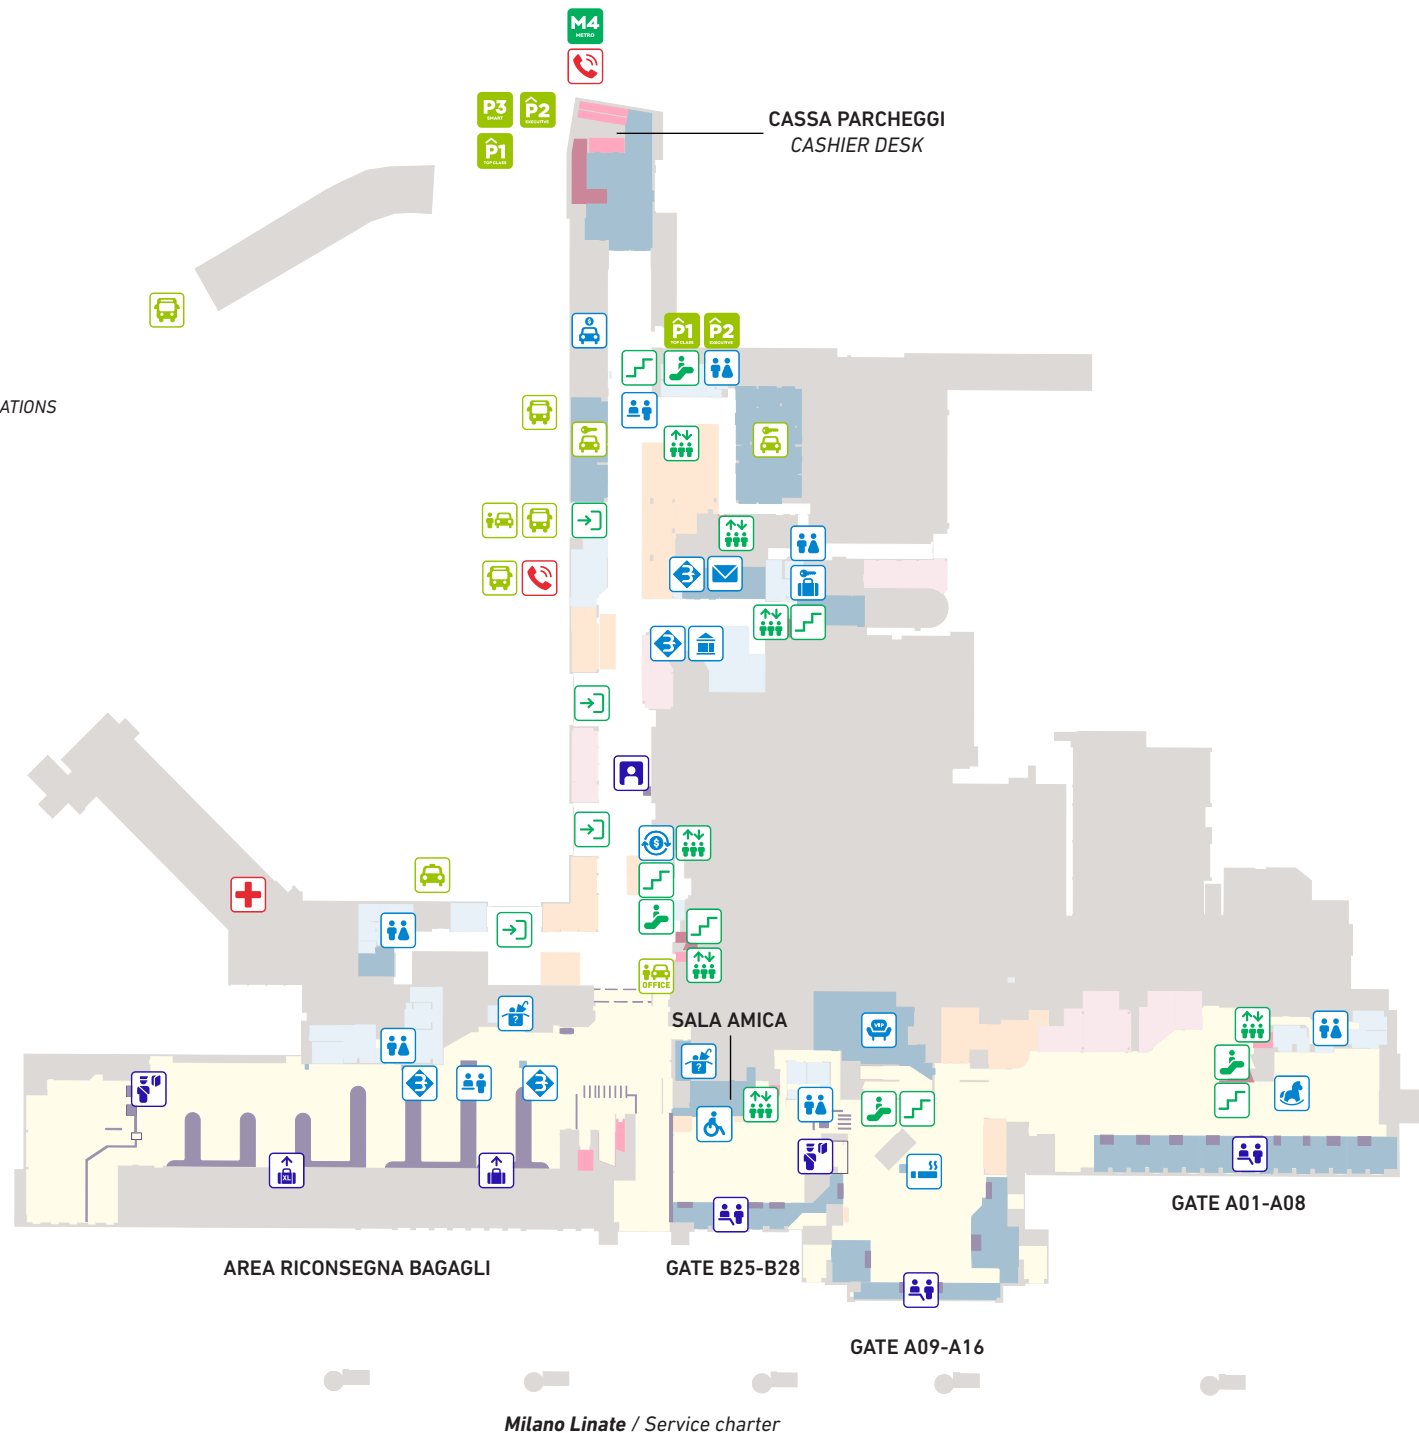 M4
METRO
P3
SMART
P2
EXECUTIVE
P1
TOP CLASS
CASSA PARCHEGGI
CASHIER DESK
P1
TOP CLASS
P2
EXECUTIVE
ATIONS
OFFICE
SALA AMICA
VIP
?
?
XL
GATE A01-A08
AREA RICONSEGNA BAGAGLI
GATE B25-B28
GATE A09-A16
Milano Linate / Service charter